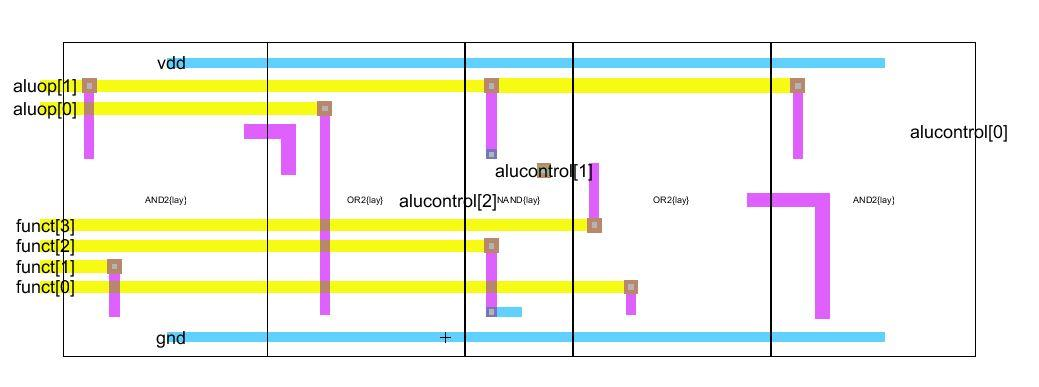 vdd
aluop[1]
aluop[0]
alucontrol[0]
alucontrol[1]
AND2{lay}
OR2{lay}
alucontrol[2]
NAND{lay}
OR2{lay}
AND2{lay}
funct[3]
funct[2]
funct[1]
funct[0]
gnd